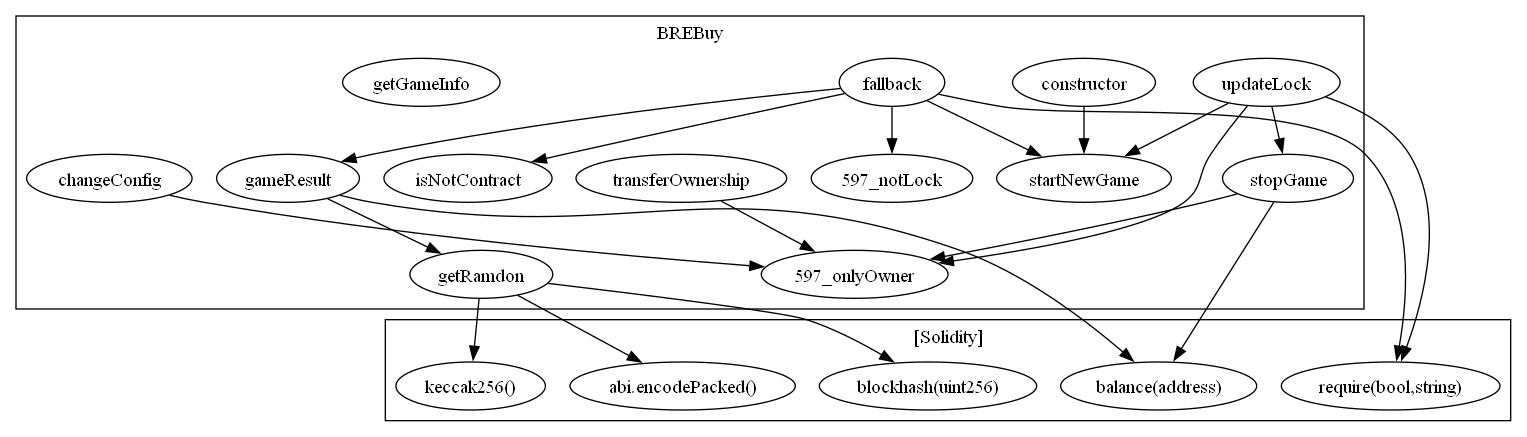 BREBuy
getGameInfo
fallback
constructor
updateLock
changeConfig
gameResult
isNotContract
transferOwnership
597_notLock
startNewGame
stopGame
getRamdon
597_onlyOwner
[Solidity]
keccak256()
abi.encodePacked()
blockhash(uint256)
balance(address)
require(bool,string)